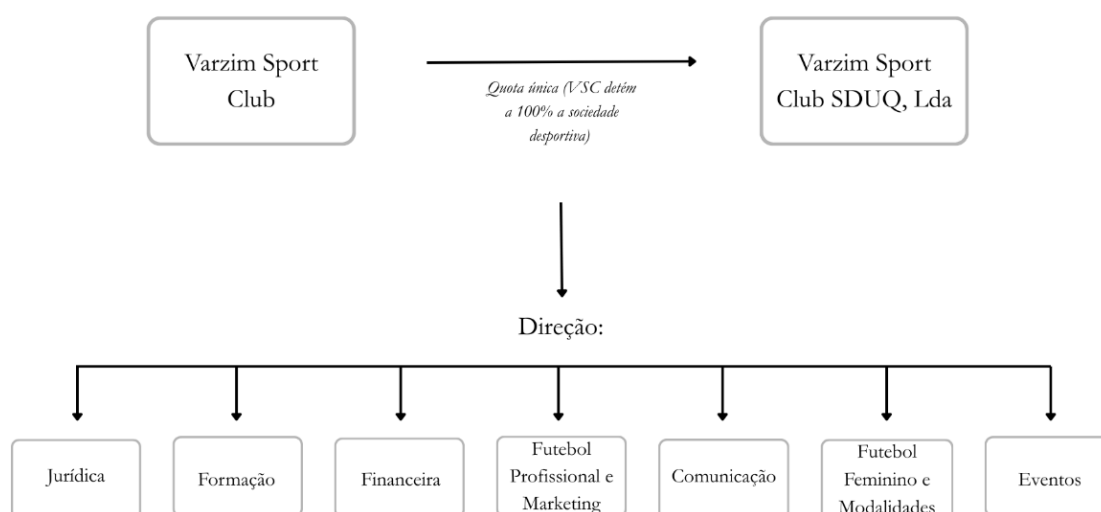 Varzim Sport
Club
Quota única (VSC detém
a 100% a sociedade
desportiva)
Varzim Sport
Club SDUQ, Lda
Direção:
Jurídica
Formação
Financeira
Futebol
Profissional e
Marketing
Comunicação
Futebol
Feminino e
Modalidades
Eventos